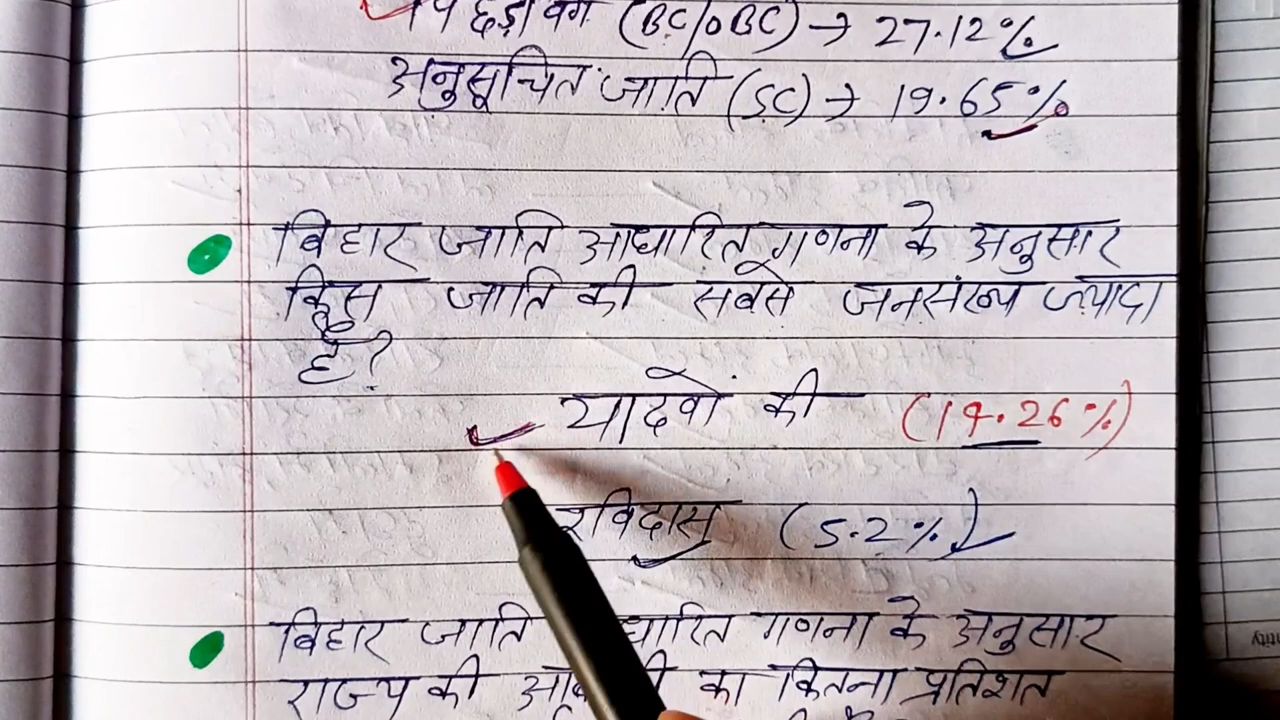 पिछड़ा वर्ग (BC/OBC) → 27.12%
अनुसूचित जाति (SC) → 19.65%
बिहार जाति आधारित गणना के अनुसार
किस जाति की सबसे जनसंख्य ज्यादा
है?
यादवों की (14.26%)
रविदास (5.2%)
बिहार जाति धारित गणना के अनुसार
राज्य की का कितना प्रतिशत